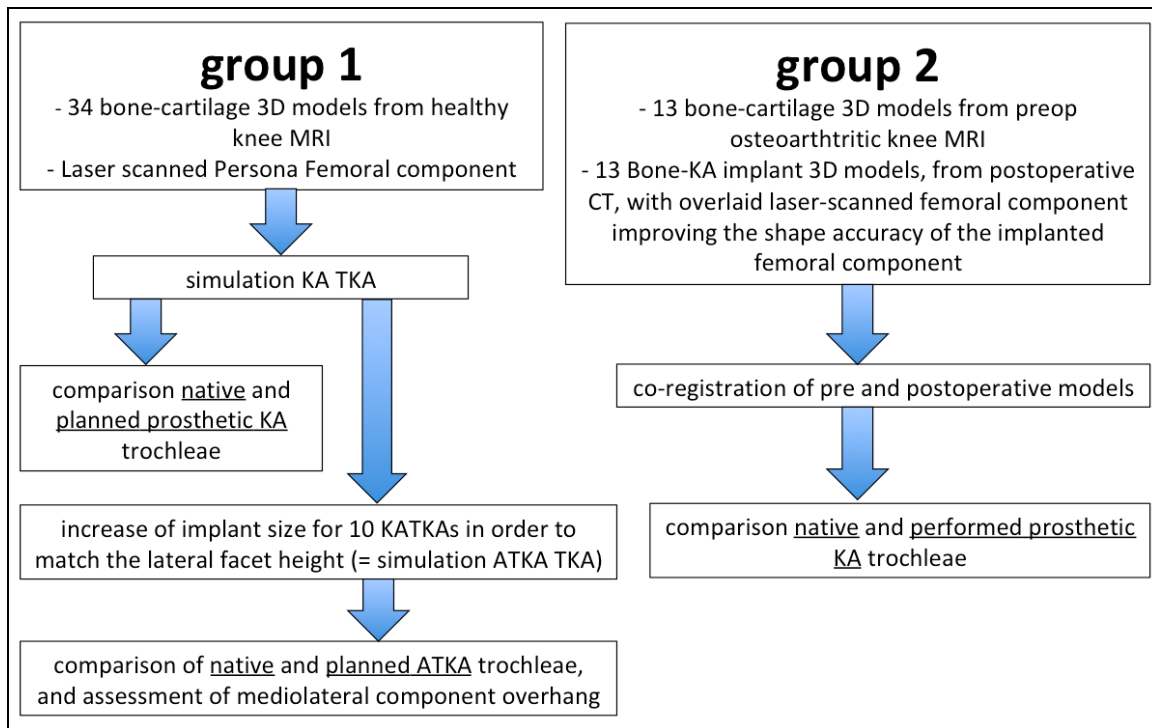 group 1
- 34 bone-cartilage 3D models from healthy
knee MRI
- Laser scanned Persona Femoral component
simulation KA TKA
comparison native and
planned prosthetic KA
trochleae
increase of implant size for 10 KATKAs in order to
match the lateral facet height (= simulation ATKA TKA)
comparison of native and planned ATKA trochleae,
and assessment of mediolateral component overhang
group 2
- 13 bone-cartilage 3D models from preop
osteoarthtritic knee MRI
- 13 Bone-KA implant 3D models, from postoperative
CT, with overlaid laser-scanned femoral component
improving the shape accuracy of the implanted
femoral component
co-registration of pre and postoperative models
comparison native and performed prosthetic
KA trochleae